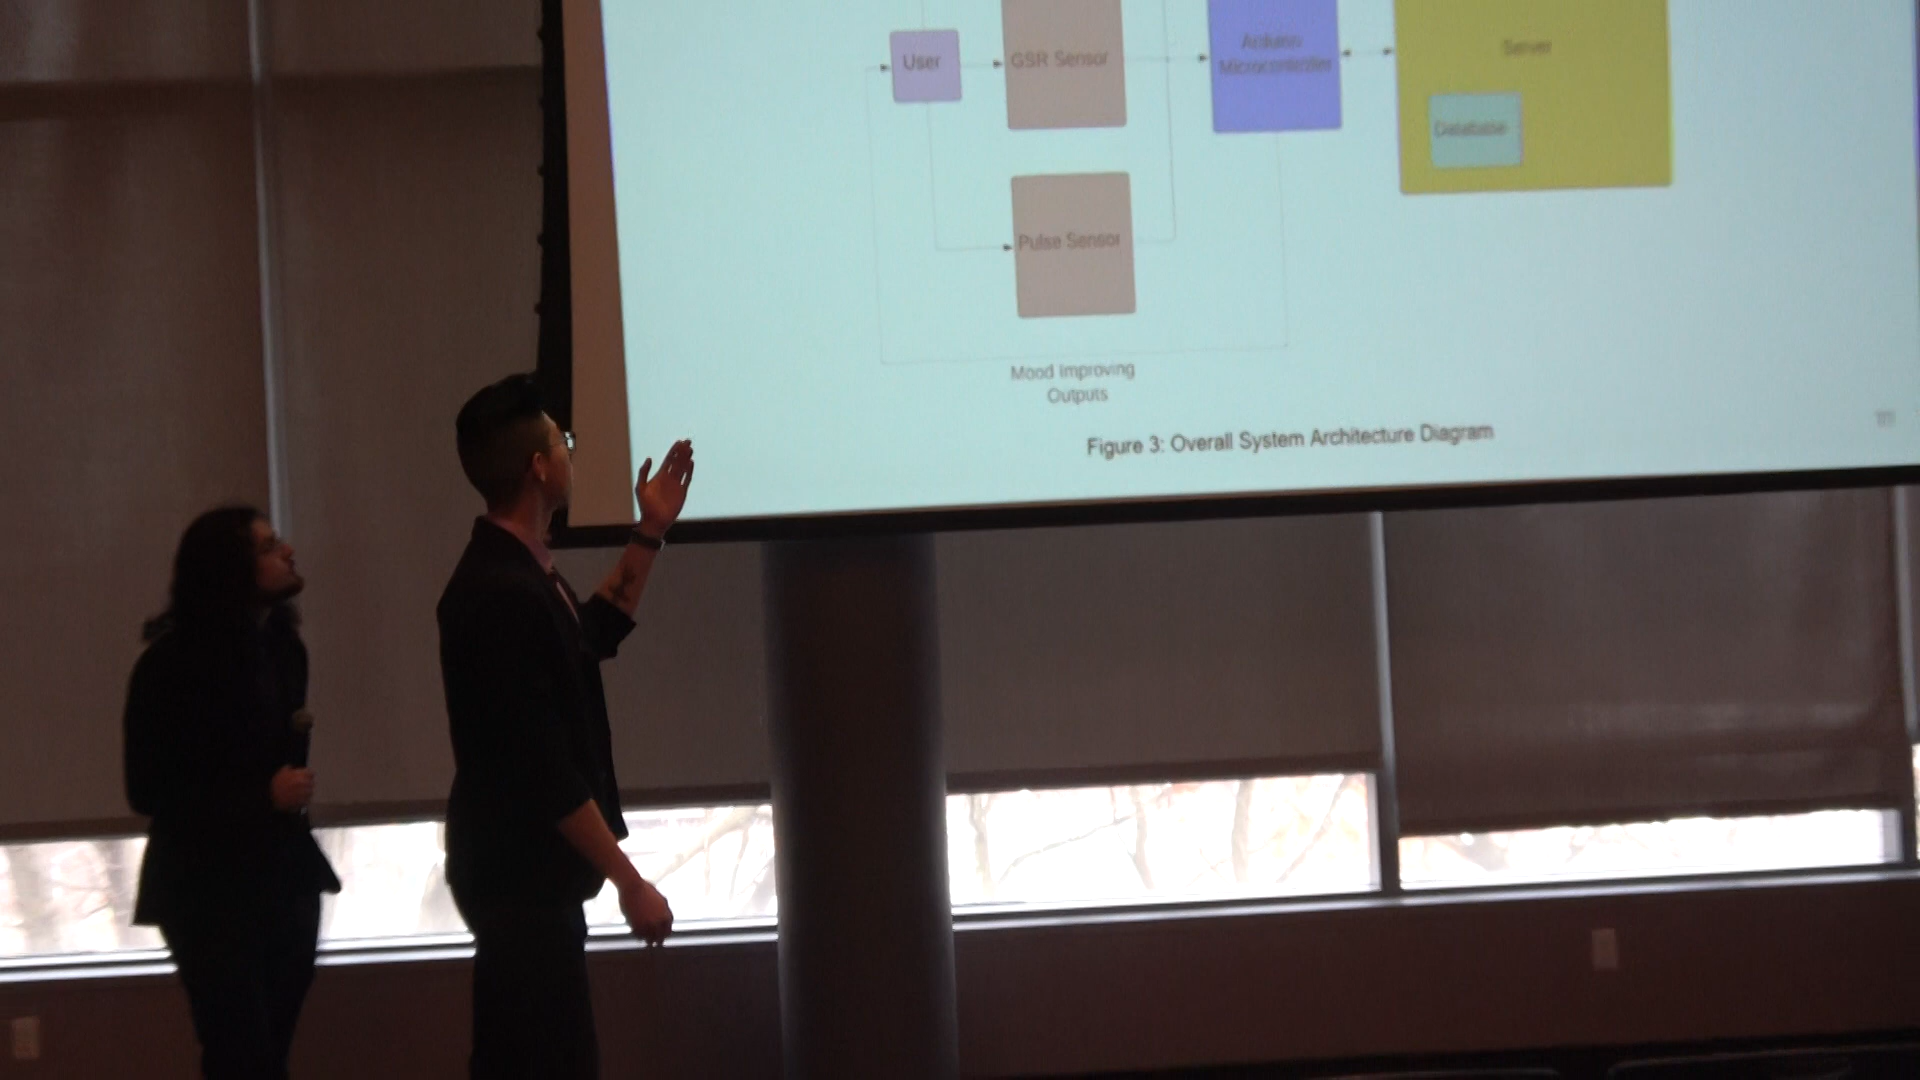 User
GSR Sensor
Arduino
Microcontroller
Server
Database
Pulse Sensor
Mood Improving
Outputs
Figure 3: Overall System Architecture Diagram